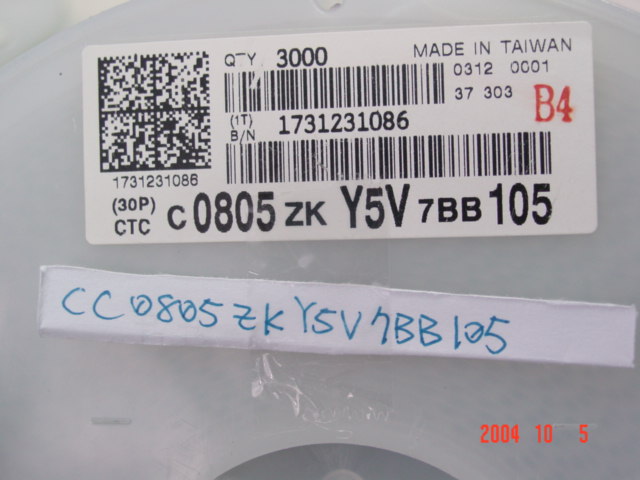 QTY 3000
MADE IN TAIWAN
0312 0001
37 303
B4
(1T)
B/N 1731231086
1731231086
(30P)
CTC C 0805 ZK Y5V 7BB 105
CC0805ZKY5V7BB105
2004 10 5